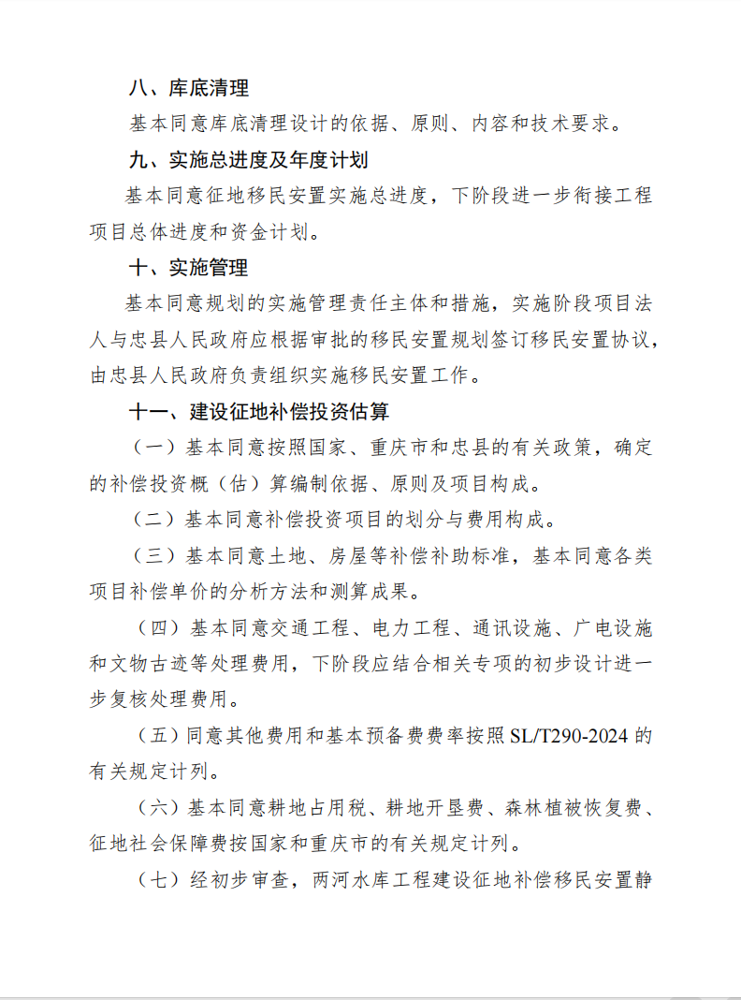 八、库底清理
基本同意库底清理设计的依据、原则、内容和技术要求。
九、实施总进度及年度计划
基本同意征地移民安置实施总进度，下阶段进一步衔接工程
项目总体进度和资金计划。
十、实施管理
基本同意规划的实施管理责任主体和措施，实施阶段项目法
人与忠县人民政府应根据审批的移民安置规划签订移民安置协议，
由忠县人民政府负责组织实施移民安置工作。
十一、建设征地补偿投资估算
（一）基本同意按照国家、重庆市和忠县的有关政策，确定
的补偿投资概（估）算编制依据、原则及项目构成。
（二）基本同意补偿投资项目的划分与费用构成。
（三）基本同意土地、房屋等补偿补助标准，基本同意各类
项目补偿单价的分析方法和测算成果。
（四）基本同意交通工程、电力工程、通讯设施、广电设施
和文物古迹等处理费用，下阶段应结合相关专项的初步设计进一
步复核处理费用。
（五）同意其他费用和基本预备费费率按照 SL/T290-2024 的
有关规定计列。
（六）基本同意耕地占用税、耕地开垦费、森林植被恢复费、
征地社会保障费按国家和重庆市的有关规定计列。
（七）经初步审查，两河水库工程建设征地补偿移民安置静